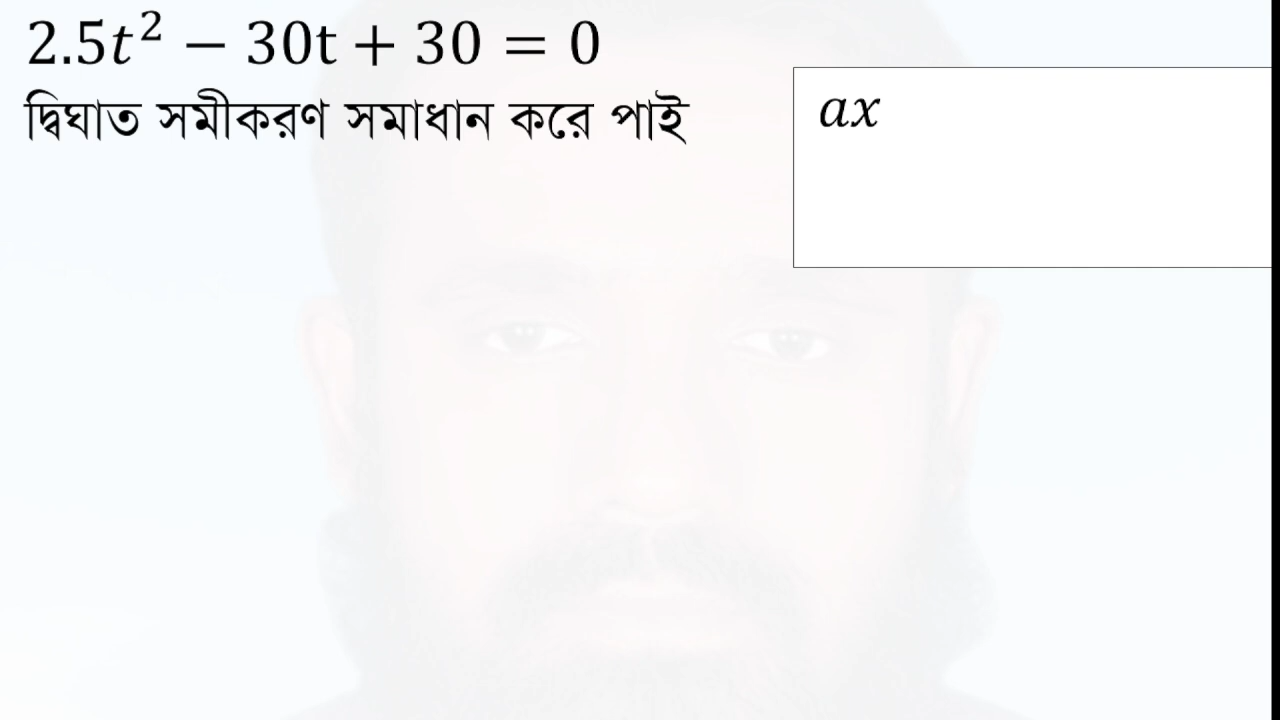 2.5t² − 30t + 30 = 0
দ্বিঘাত সমীকরণ সমাধান করে পাই
ax